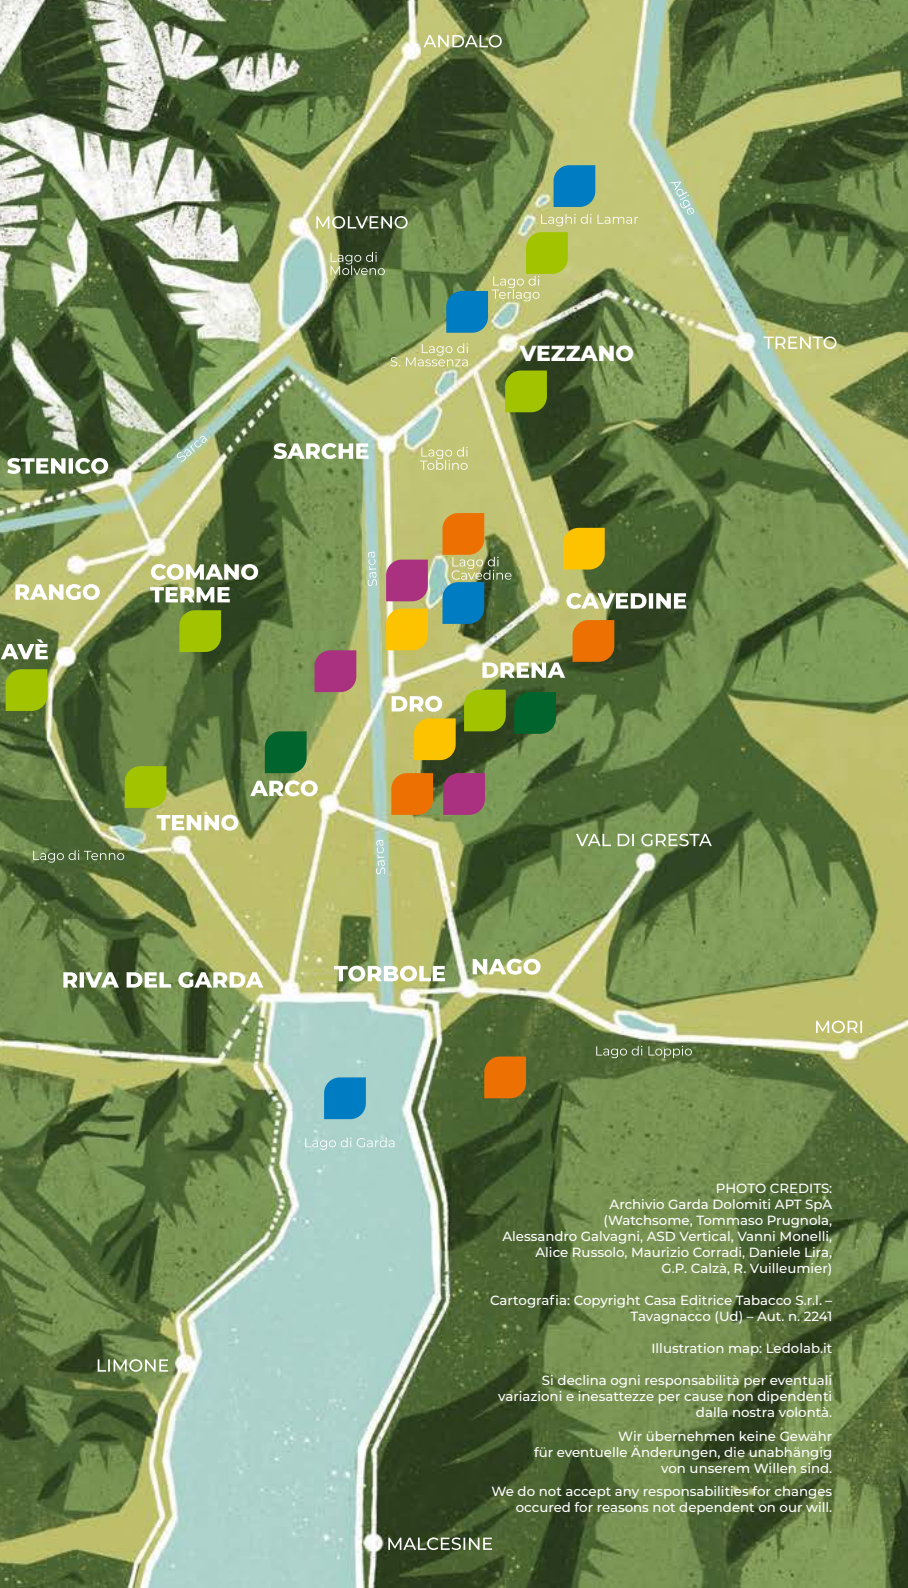 ANDALO
Adige
MOLVENO
Laghi di Lamar
Lago di
Molveno
Lago di
Terlago
TRENTO
Lago di
S. Massenza
VEZZANO
Sarca
SARCHE
Lago di
Toblino
STENICO
Sarca
Lago di
Cavedine
COMANO
TERME
RANGO
CAVEDINE
AVÈ
DRENA
DRO
ARCO
TENNO
Sarca
VAL DI GRESTA
Lago di Tenno
RIVA DEL GARDA
TORBOLE
NAGO
MORI
Lago di Loppio
Lago di Garda
PHOTO CREDITS:
Archivio Garda Dolomiti APT SpA
(Watchsome, Tommaso Prugnola,
Alessandro Galvagni, ASD Vertical, Vanni Monelli,
Alice Russolo, Maurizio Corradi, Daniele Lira,
G.P. Calzà, R. Vuilleumier)
Cartografia: Copyright Casa Editrice Tabacco S.r.l. –
Tavagnacco (Ud) – Aut. n. 2241
Illustration map: Ledolab.it
Si declina ogni responsabilità per eventuali
variazioni e inesattezze per cause non dipendenti
dalla nostra volontà.
Wir übernehmen keine Gewähr
für eventuelle Änderungen, die unabhängig
von unserem Willen sind.
We do not accept any responsabilities for changes
occured for reasons not dependent on our will.
LIMONE
MALCESINE